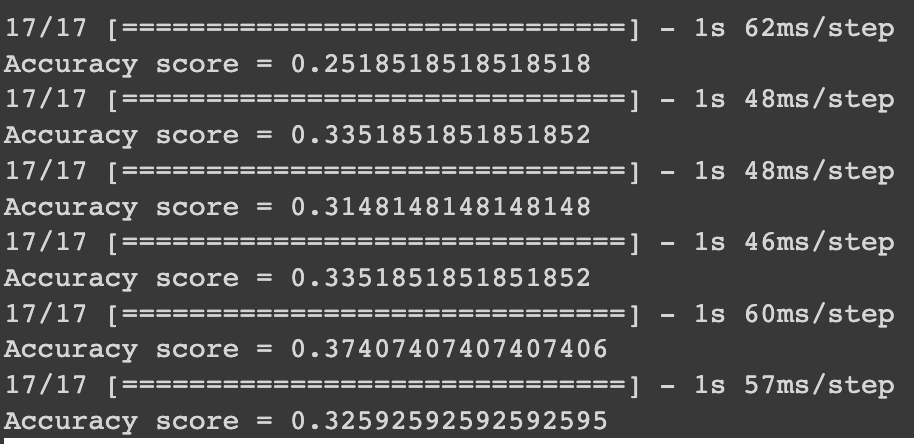 17/17 [==============================] - 1s 62ms/step
Accuracy score = 0.2518518518518518
17/17 [==============================] - 1s 48ms/step
Accuracy score = 0.3351851851851852
17/17 [==============================] - 1s 48ms/step
Accuracy score = 0.3148148148148148
17/17 [==============================] - 1s 46ms/step
Accuracy score = 0.3351851851851852
17/17 [==============================] - 1s 60ms/step
Accuracy score = 0.37407407407407406
17/17 [==============================] - 1s 57ms/step
Accuracy score = 0.32592592592592595